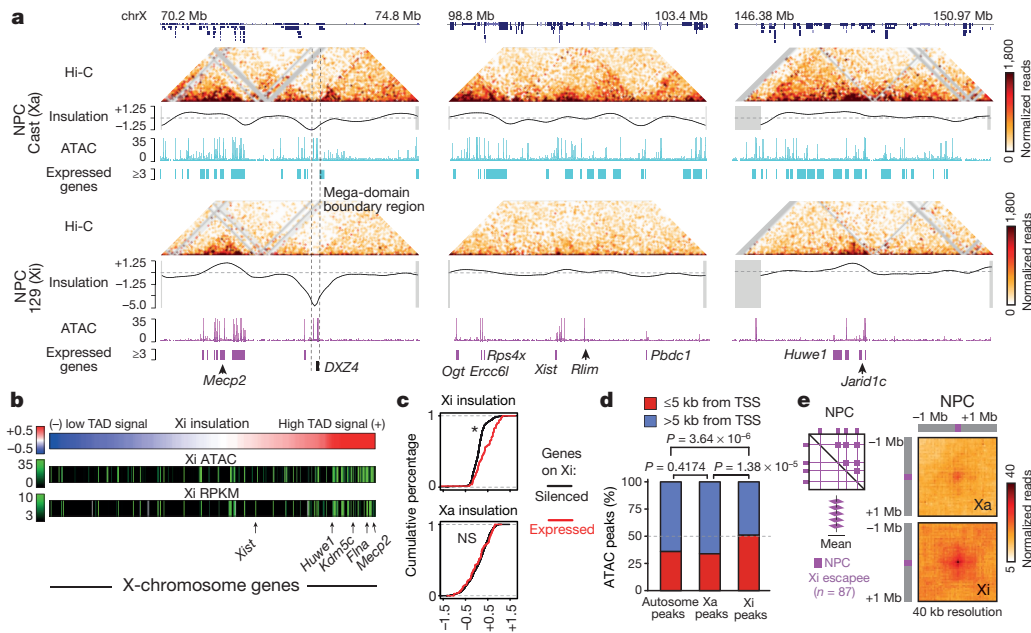 a
chrX 70.2 Mb 74.8 Mb 98.8 Mb 103.4 Mb 146.38 Mb 150.97 Mb
Hi-C
NPC
Cast (Xa)
Insulation
+1.25
−1.25
ATAC
35
0
Expressed
genes
≥3
1,800
0
Normalized reads
Mega-domain
boundary region
Hi-C
NPC
129 (Xi)
Insulation
+1.25
−1.25
−5.0
ATAC
35
0
Expressed
genes
≥3
1,800
0
Normalized reads
Mecp2
DXZ4
Ogt Ercc6l
Rps4x
Xist
Rlim
Pbdc1
Huwe1
Jarid1c
b
+0.5
−0.5
(−) low TAD signal Xi insulation High TAD signal (+)
35
0
Xi ATAC
10
3
Xi RPKM
Xist
Huwe1
Kdm5c
Flna
Mecp2
X-chromosome genes
c
Xi insulation
1
*
0
Xa insulation
1
NS
0
Cumulative percentage
−1.5
−0.5
+0.5
+1.5
Genes
on Xi:
Silenced
Expressed
d
≤5 kb from TSS
>5 kb from TSS
P = 3.64 × 10−6
P = 0.4174 P = 1.38 × 10−5
ATAC peaks (%)
100
75
50
25
0
Autosome
peaks
Xa
peaks
Xi
peaks
e
NPC
Mean
NPC
Xi escapee
(n = 87)
NPC
−1 Mb +1 Mb
−1 Mb
+1 Mb
Xa
−1 Mb
+1 Mb
Xi
40 kb resolution
40
5
Normalized reads